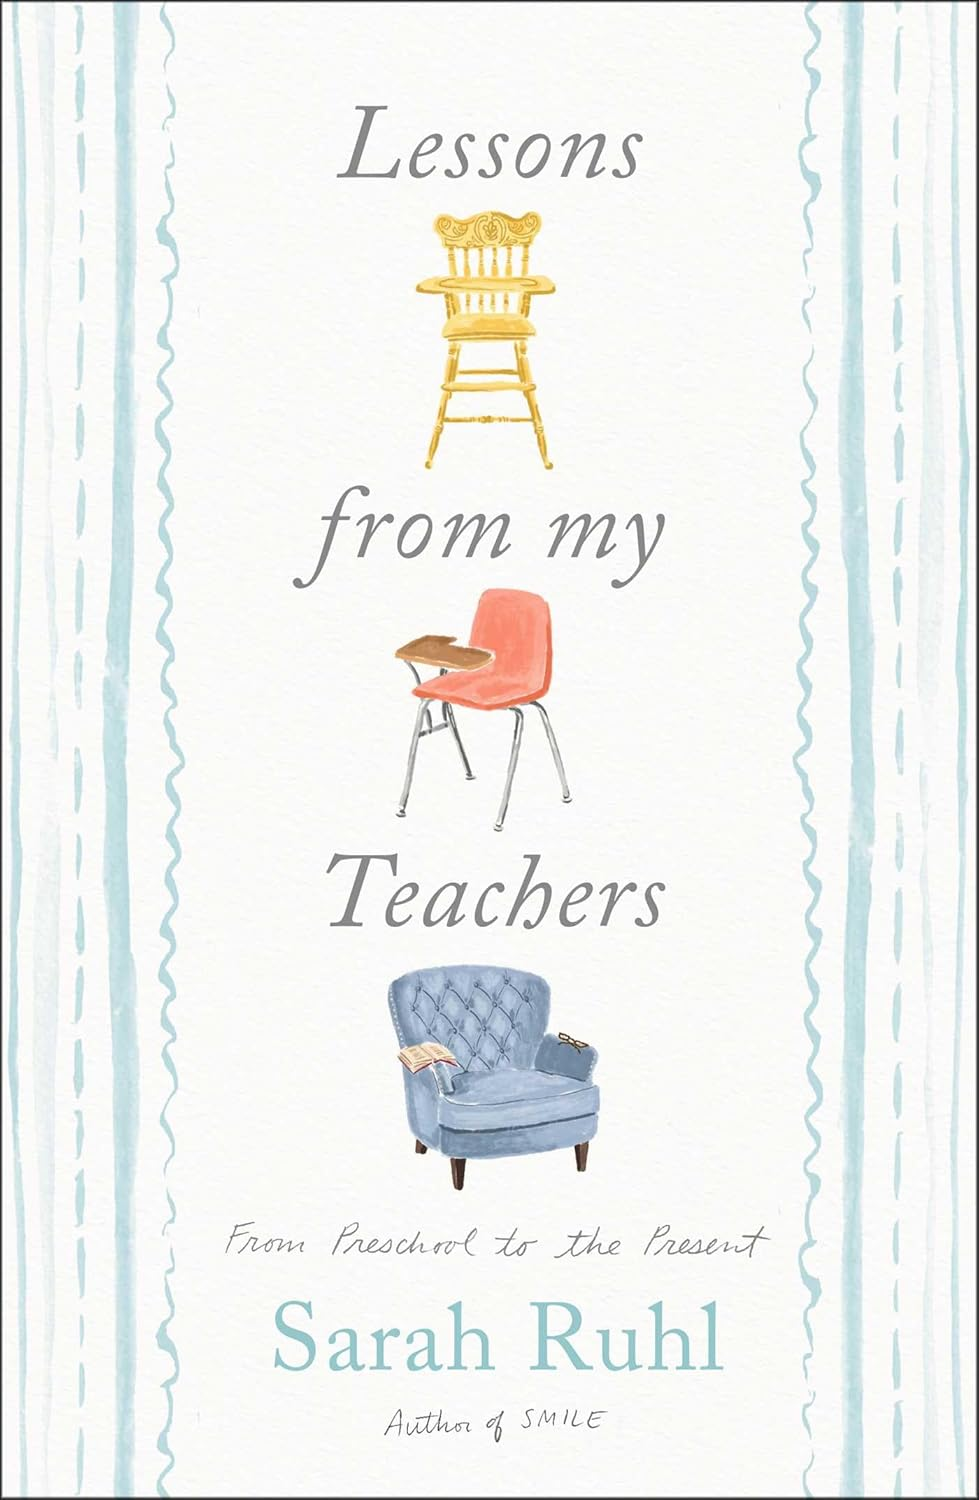 Lessons
from my
Teachers
From Preschool to the Present
Sarah Ruhl
Author of SMILE